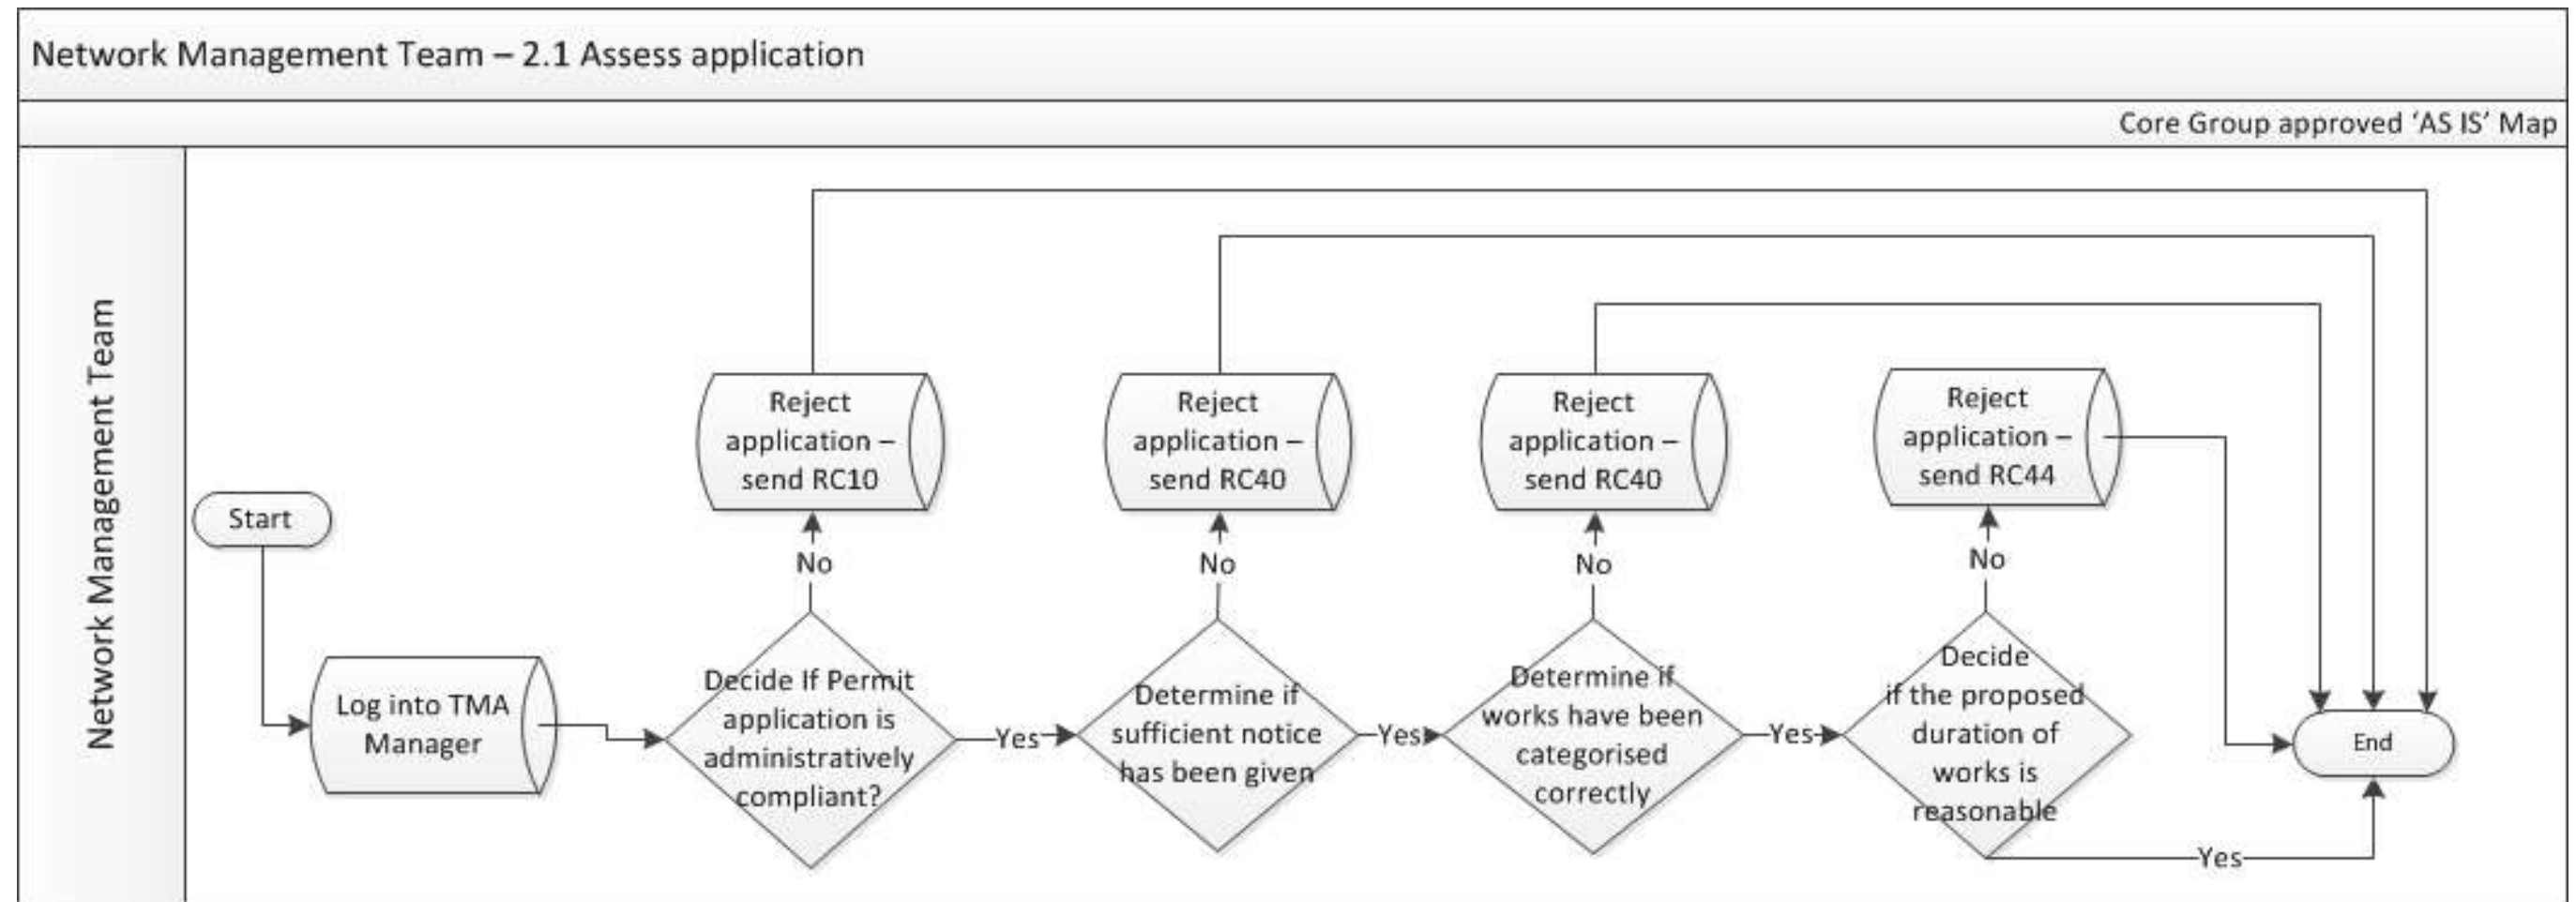 Network Management Team – 2.1 Assess application
Core Group approved ‘AS IS’ Map
Network Management Team
Start
Log into TMA
Manager
Reject
application –
send RC10
No
Decide If Permit
application is
administratively
compliant?
Yes
Reject
application –
send RC40
No
Determine if
sufficient notice
has been given
Yes
Reject
application –
send RC40
No
Determine if
works have been
categorised
correctly
Yes
Reject
application –
send RC44
No
Decide
if the proposed
duration of
works is
reasonable
Yes
End